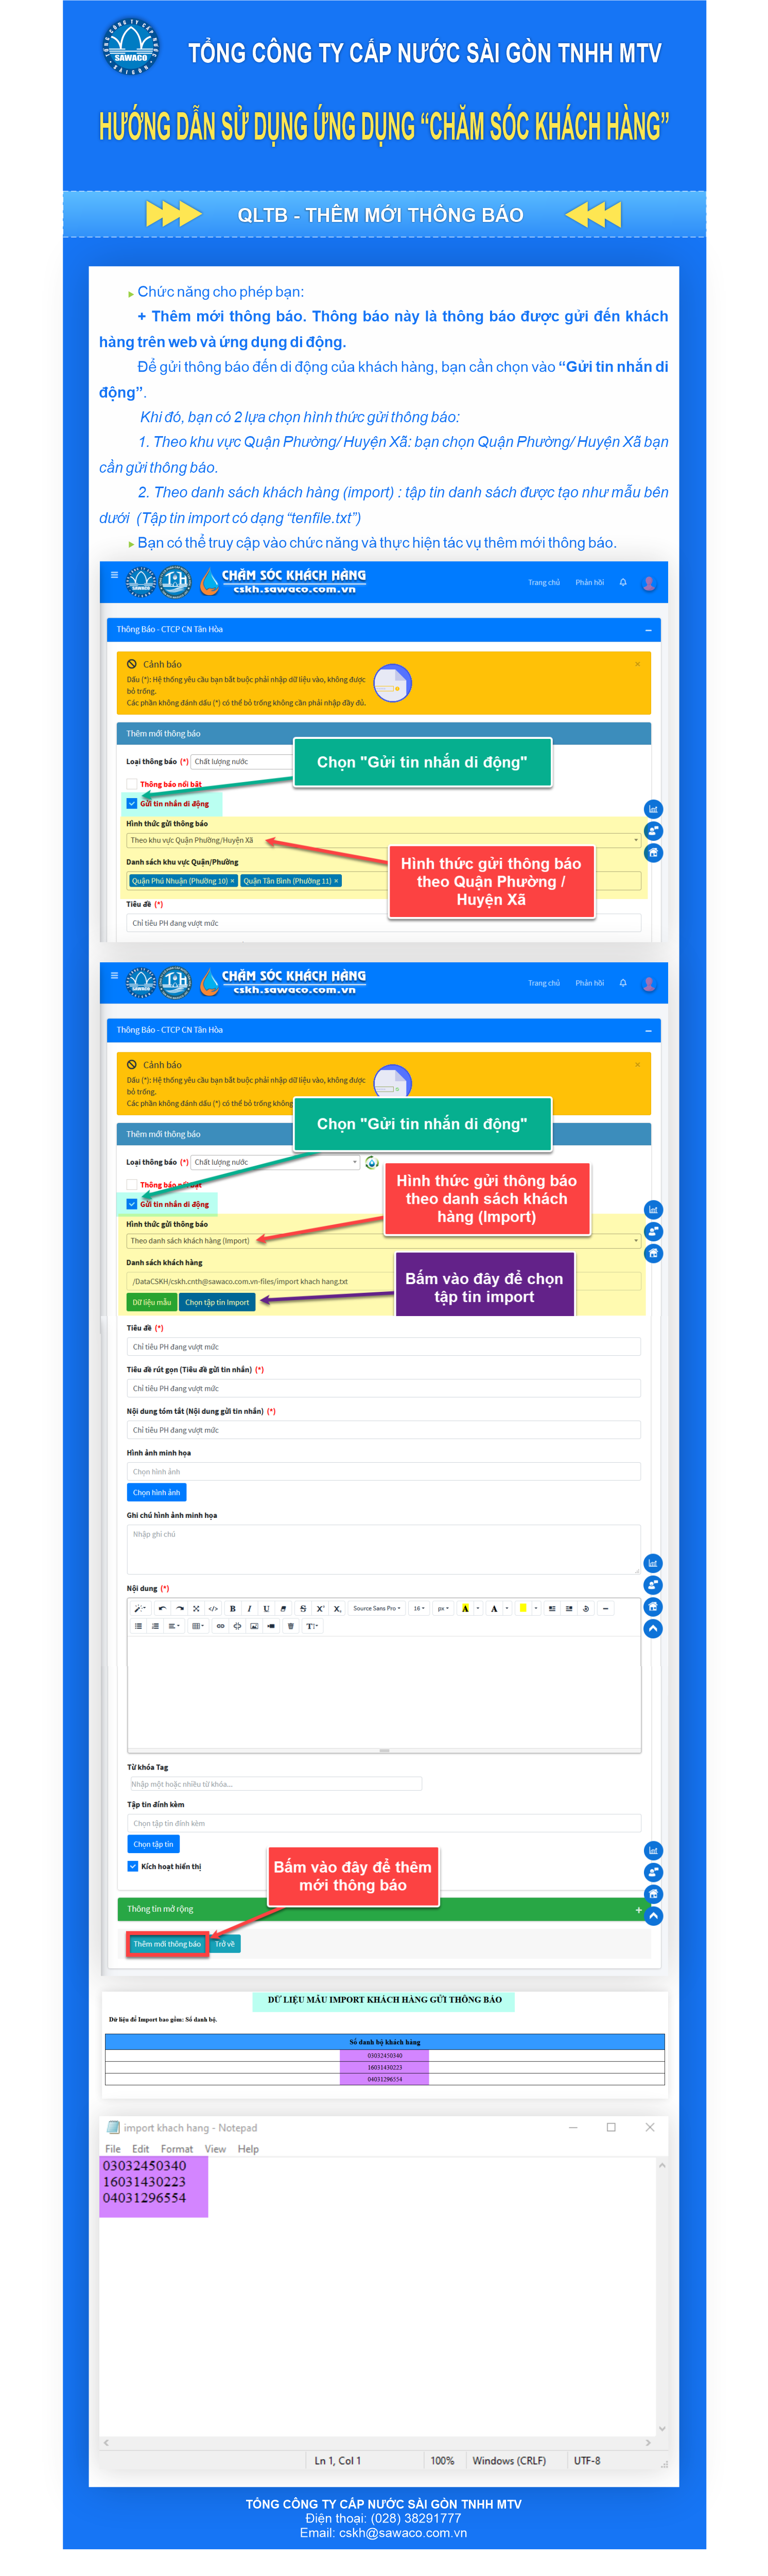 TỔNG CÔNG TY CẤP NƯỚC SÀI GÒN TNHH MTV
SAWACO
HƯỚNG DẪN SỬ DỤNG ỨNG DỤNG “CHĂM SÓC KHÁCH HÀNG”
QLTB - THÊM MỚI THÔNG BÁO
Chức năng cho phép bạn:
+ Thêm mới thông báo. Thông báo này là thông báo được gửi đến khách
hàng trên web và ứng dụng di động.
Để gửi thông báo đến di động của khách hàng, bạn cần chọn vào “Gửi tin nhắn di
động”.
Khi đó, bạn có 2 lựa chọn hình thức gửi thông báo:
1. Theo khu vực Quận Phường/ Huyện Xã: bạn chọn Quận Phường/ Huyện Xã bạn
cần gửi thông báo.
2. Theo danh sách khách hàng (import) : tập tin danh sách được tạo như mẫu bên
dưới (Tập tin import có dạng “tenfile.txt”)
Bạn có thể truy cập vào chức năng và thực hiện tác vụ thêm mới thông báo.
CHĂM SÓC KHÁCH HÀNG
cskh.sawaco.com.vn
Trang chủ Phản hồi
Thông Báo - CTCP CN Tân Hòa
Cảnh báo
Dấu (*): Hệ thống yêu cầu bạn bắt buộc phải nhập dữ liệu vào, không được
bỏ trống.
Các phần không đánh dấu (*) có thể bỏ trống không cần phải nhập đầy đủ.
Thêm mới thông báo
Chọn "Gửi tin nhắn di động"
Loại thông báo (*) Chất lượng nước
Thông báo nổi bật
Gửi tin nhắn di động
Hình thức gửi thông báo
Theo khu vực Quận Phường/Huyện Xã
Hình thức gửi thông báo
theo Quận Phường /
Huyện Xã
Danh sách khu vực Quận/Phường
Quận Phú Nhuận (Phường 10) × Quận Tân Bình (Phường 11) ×
Tiêu đề (*)
Chỉ tiêu PH đang vượt mức
CHĂM SÓC KHÁCH HÀNG
cskh.sawaco.com.vn
Trang chủ Phản hồi
Thông Báo - CTCP CN Tân Hòa
Cảnh báo
Dấu (*): Hệ thống yêu cầu bạn bắt buộc phải nhập dữ liệu vào, không được
bỏ trống.
Các phần không đánh dấu (*) có thể bỏ trống không
Chọn "Gửi tin nhắn di động"
Thêm mới thông báo
Loại thông báo (*) Chất lượng nước
Thông báo nổi bật
Gửi tin nhắn di động
Hình thức gửi thông báo
theo danh sách khách
hàng (Import)
Hình thức gửi thông báo
Theo danh sách khách hàng (Import)
Danh sách khách hàng
/DataCSKH/cskh.cnth@sawaco.com.vn-files/import khach hang.txt
Bấm vào đây để chọn
tập tin import
Dữ liệu mẫu Chọn tập tin Import
Tiêu đề (*)
Chỉ tiêu PH đang vượt mức
Tiêu đề rút gọn (Tiêu đề gửi tin nhắn) (*)
Chỉ tiêu PH đang vượt mức
Nội dung tóm tắt (Nội dung gửi tin nhắn) (*)
Chỉ tiêu PH đang vượt mức
Hình ảnh minh họa
Chọn hình ảnh
Chọn hình ảnh
Ghi chú hình ảnh minh họa
Nhập ghi chú
Nội dung (*)
B I U S X² X₂ Source Sans Pro 16 px A A
Từ khóa Tag
Nhập một hoặc nhiều từ khóa...
Tập tin đính kèm
Chọn tập tin đính kèm
Chọn tập tin
Kích hoạt hiển thị
Bấm vào đây để thêm
mới thông báo
Thông tin mở rộng
Thêm mới thông báo Trở về
DỮ LIỆU MẪU IMPORT KHÁCH HÀNG GỬI THÔNG BÁO
Dữ liệu để Import bao gồm: Số danh bộ.
Số danh bộ khách hàng
03032450340
16031430223
04031296554
import khach hang - Notepad
File Edit Format View Help
03032450340
16031430223
04031296554
Ln 1, Col 1 100% Windows (CRLF) UTF-8
TỔNG CÔNG TY CẤP NƯỚC SÀI GÒN TNHH MTV
Điện thoại: (028) 38291777
Email: cskh@sawaco.com.vn